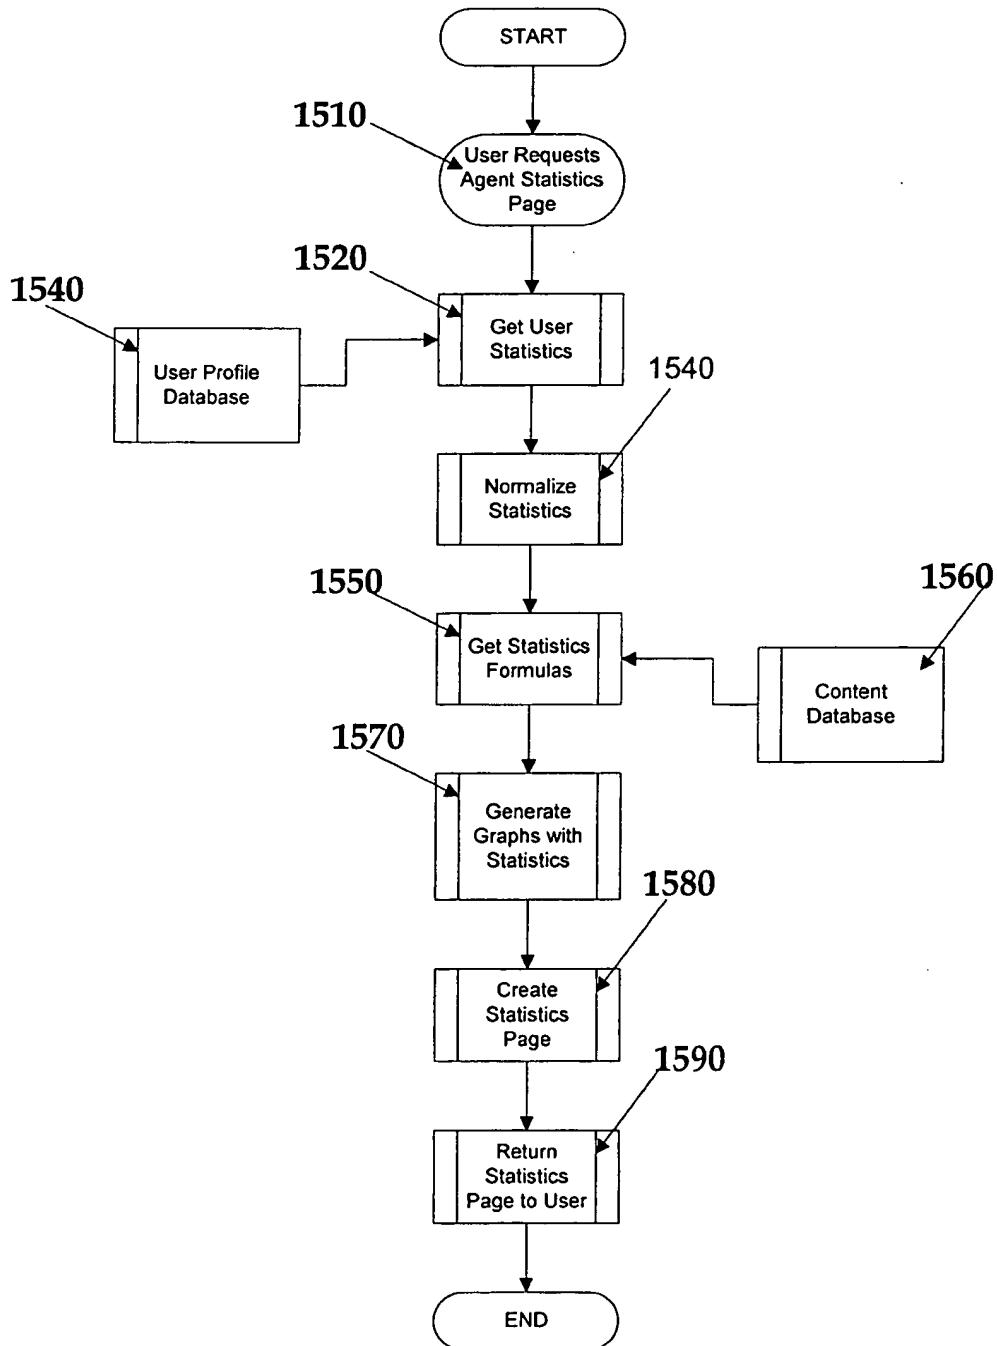 START
1510
User Requests
Agent Statistics
Page
1520
1540
Get User
Statistics
User Profile
Database
1540
Normalize
Statistics
1550
1560
Get Statistics
Formulas
Content
Database
1570
Generate
Graphs with
Statistics
1580
Create
Statistics
Page
1590
Return
Statistics
Page to User
END